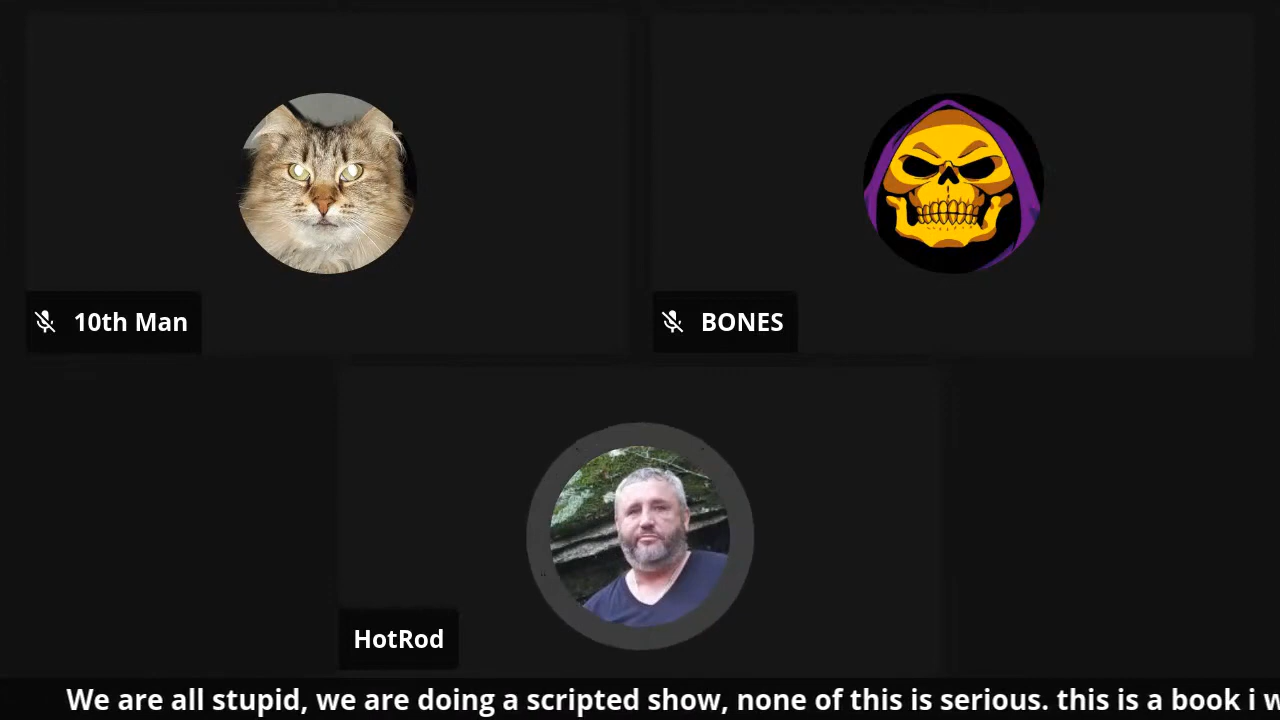 10th Man
BONES
HotRod
We are all stupid, we are doing a scripted show, none of this is serious. this is a book i